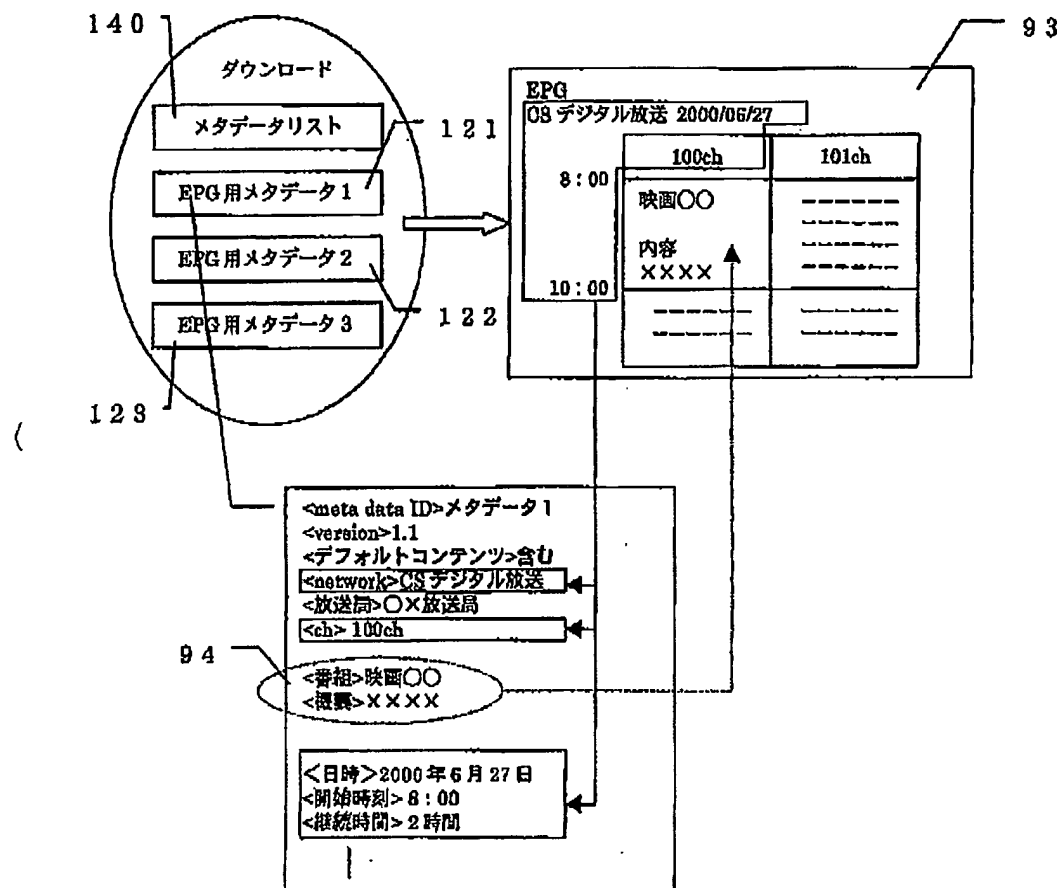 140
ダウンロード
メタデータリスト
EPG用メタデータ1
EPG用メタデータ2
EPG用メタデータ3
121
122
123
93
EPG
CSデジタル放送 2000/06/27
100ch
101ch
8:00
映画○○
内容
××××
10:00
<meta data ID>メタデータ1
<version>1.1
<デフォルトコンテンツ>含む
<network>CSデジタル放送
<放送局>○×放送局
<ch> 100ch
94
<番組>映画○○
<概要>××××
<日時>2000年6月27日
<開始時刻> 8:00
<継続時間> 2時間